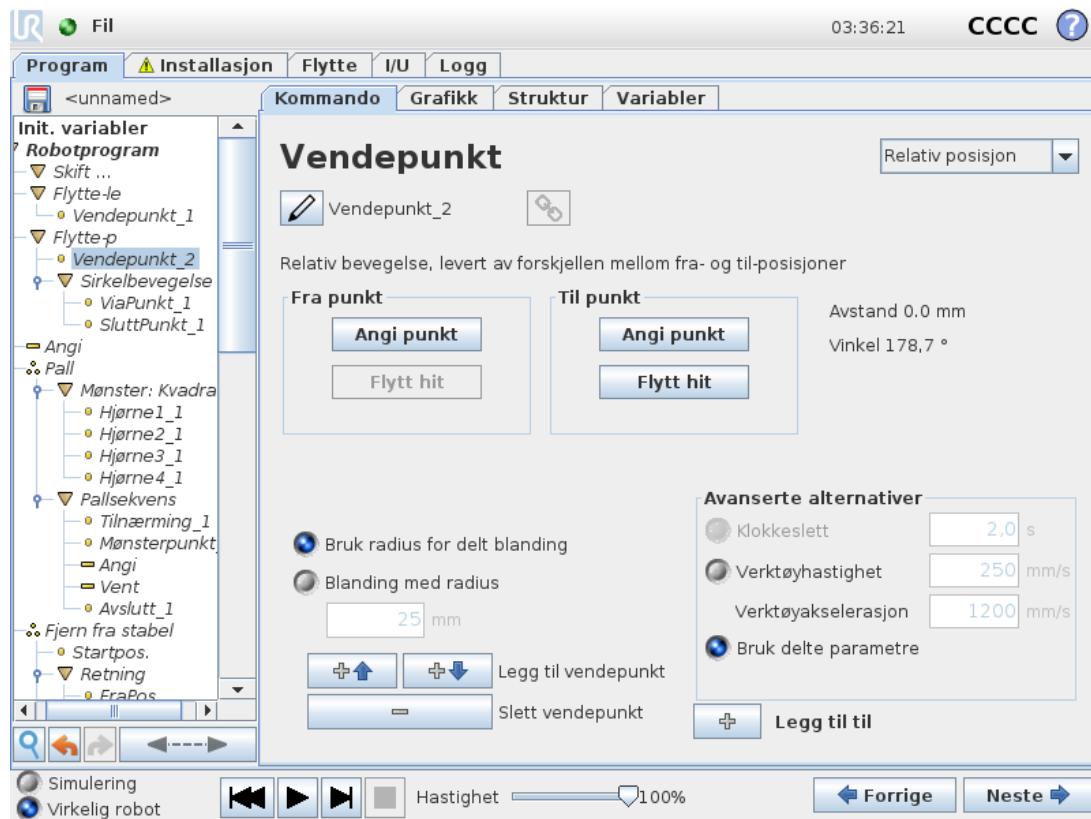 UR
Fil
03:36:21
CCCC
?
Program
Installasjon
Flytte
I/U
Logg
<unnamed>
Kommando
Grafikk
Struktur
Variabler
Init. variabler
Robotprogram
Skift ...
Flytte-le
Vendepunkt_1
Flytte-p
Vendepunkt_2
Sirkelbevegelse
ViaPunkt_1
SluttPunkt_1
Angi
Pall
Mønster: Kvadra
Hjørne1_1
Hjørne2_1
Hjørne3_1
Hjørne4_1
Pallsekvens
Tilnærming_1
Mønsterpunkt_
Angi
Vent
Avslutt_1
Fjern fra stabel
Startpos.
Retning
FraPos
Vendepunkt
Relativ posisjon
Vendepunkt_2
Relativ bevegelse, levert av forskjellen mellom fra- og til-posisjoner
Fra punkt
Angi punkt
Flytt hit
Til punkt
Angi punkt
Flytt hit
Avstand 0.0 mm
Vinkel 178,7 °
Bruk radius for delt blanding
Blanding med radius
25 mm
Legg til vendepunkt
Slett vendepunkt
Avanserte alternativer
Klokkeslett 2,0 s
Verktøyhastighet 250 mm/s
Verktøyakselerasjon 1200 mm/s
Bruk delte parametre
Legg til til
Simulering
Virkelig robot
Hastighet 100%
Forrige
Neste